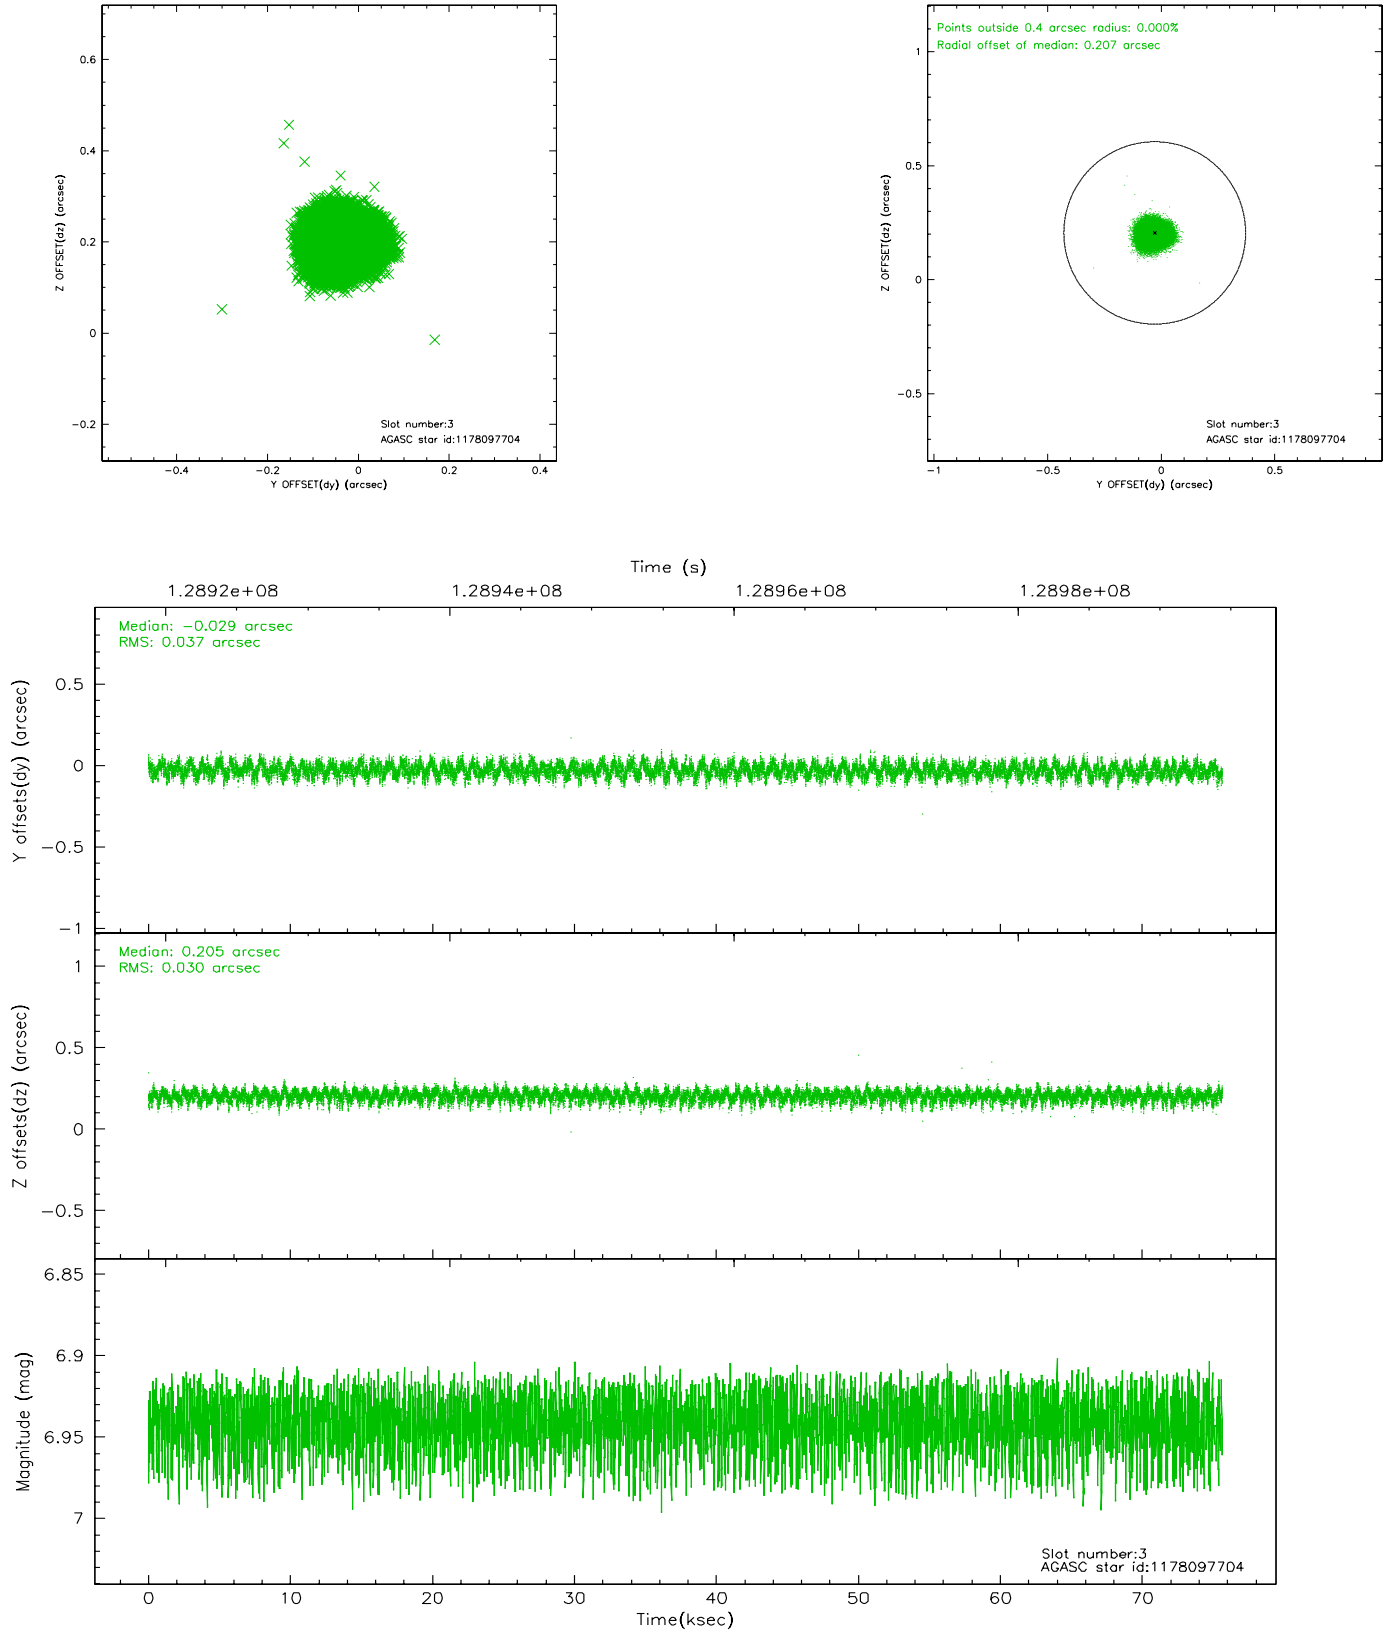 0.6
0.4
0.2
0
−0.2
Z OFFSET(dz) (arcsec)
Slot number:3
AGASC star id:1178097704
−0.4 −0.2 0 0.2 0.4
Y OFFSET(dy) (arcsec)
Points outside 0.4 arcsec radius: 0.000%
Radial offset of median: 0.207 arcsec
1
0.5
0
−0.5
Z OFFSET(dz) (arcsec)
Slot number:3
AGASC star id:1178097704
−1 −0.5 0 0.5
Y OFFSET(dy) (arcsec)
Time (s)
1.2892e+08 1.2894e+08 1.2896e+08 1.2898e+08
Median: −0.029 arcsec
RMS: 0.037 arcsec
0.5
0
−0.5
−1
Y offsets(dy) (arcsec)
Median: 0.205 arcsec
RMS: 0.030 arcsec
1
0.5
0
−0.5
Z offsets(dz) (arcsec)
6.85
6.9
6.95
7
Magnitude (mag)
Slot number:3
AGASC star id:1178097704
0 10 20 30 40 50 60 70
Time(ksec)